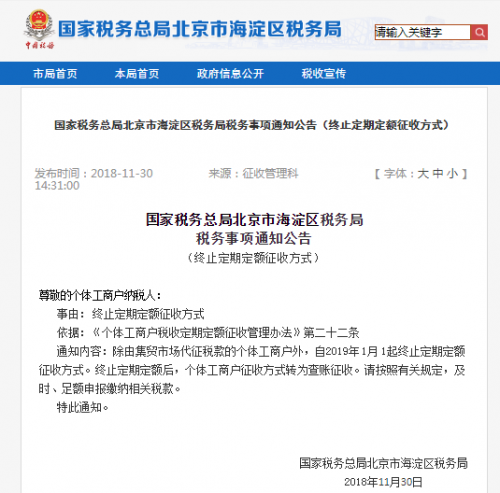 国家税务总局北京市海淀区税务局
中国税务
请输入关键字
市局首页 本局首页 政府信息公开 税收宣传
国家税务总局北京市海淀区税务局税务事项通知公告（终止定期定额征收方式）
发布时间：2018-11-30 来源：征收管理科 【 字体：大 中 小 】
14:31:00
国家税务总局北京市海淀区税务局
税务事项通知公告
（终止定期定额征收方式）
尊敬的个体工商户纳税人：
事由： 终止定期定额征收方式
依据：《个体工商户税收定期定额征收管理办法》第二十二条
通知内容：除由集贸市场代征税款的个体工商户外，自2019年1月1起终止定期定额
征收方式。终止定期定额后，个体工商户征收方式转为查账征收。请按照有关规定，及
时、足额申报缴纳相关税款。
特此通知。
国家税务总局北京市海淀区税务局
2018年11月30日